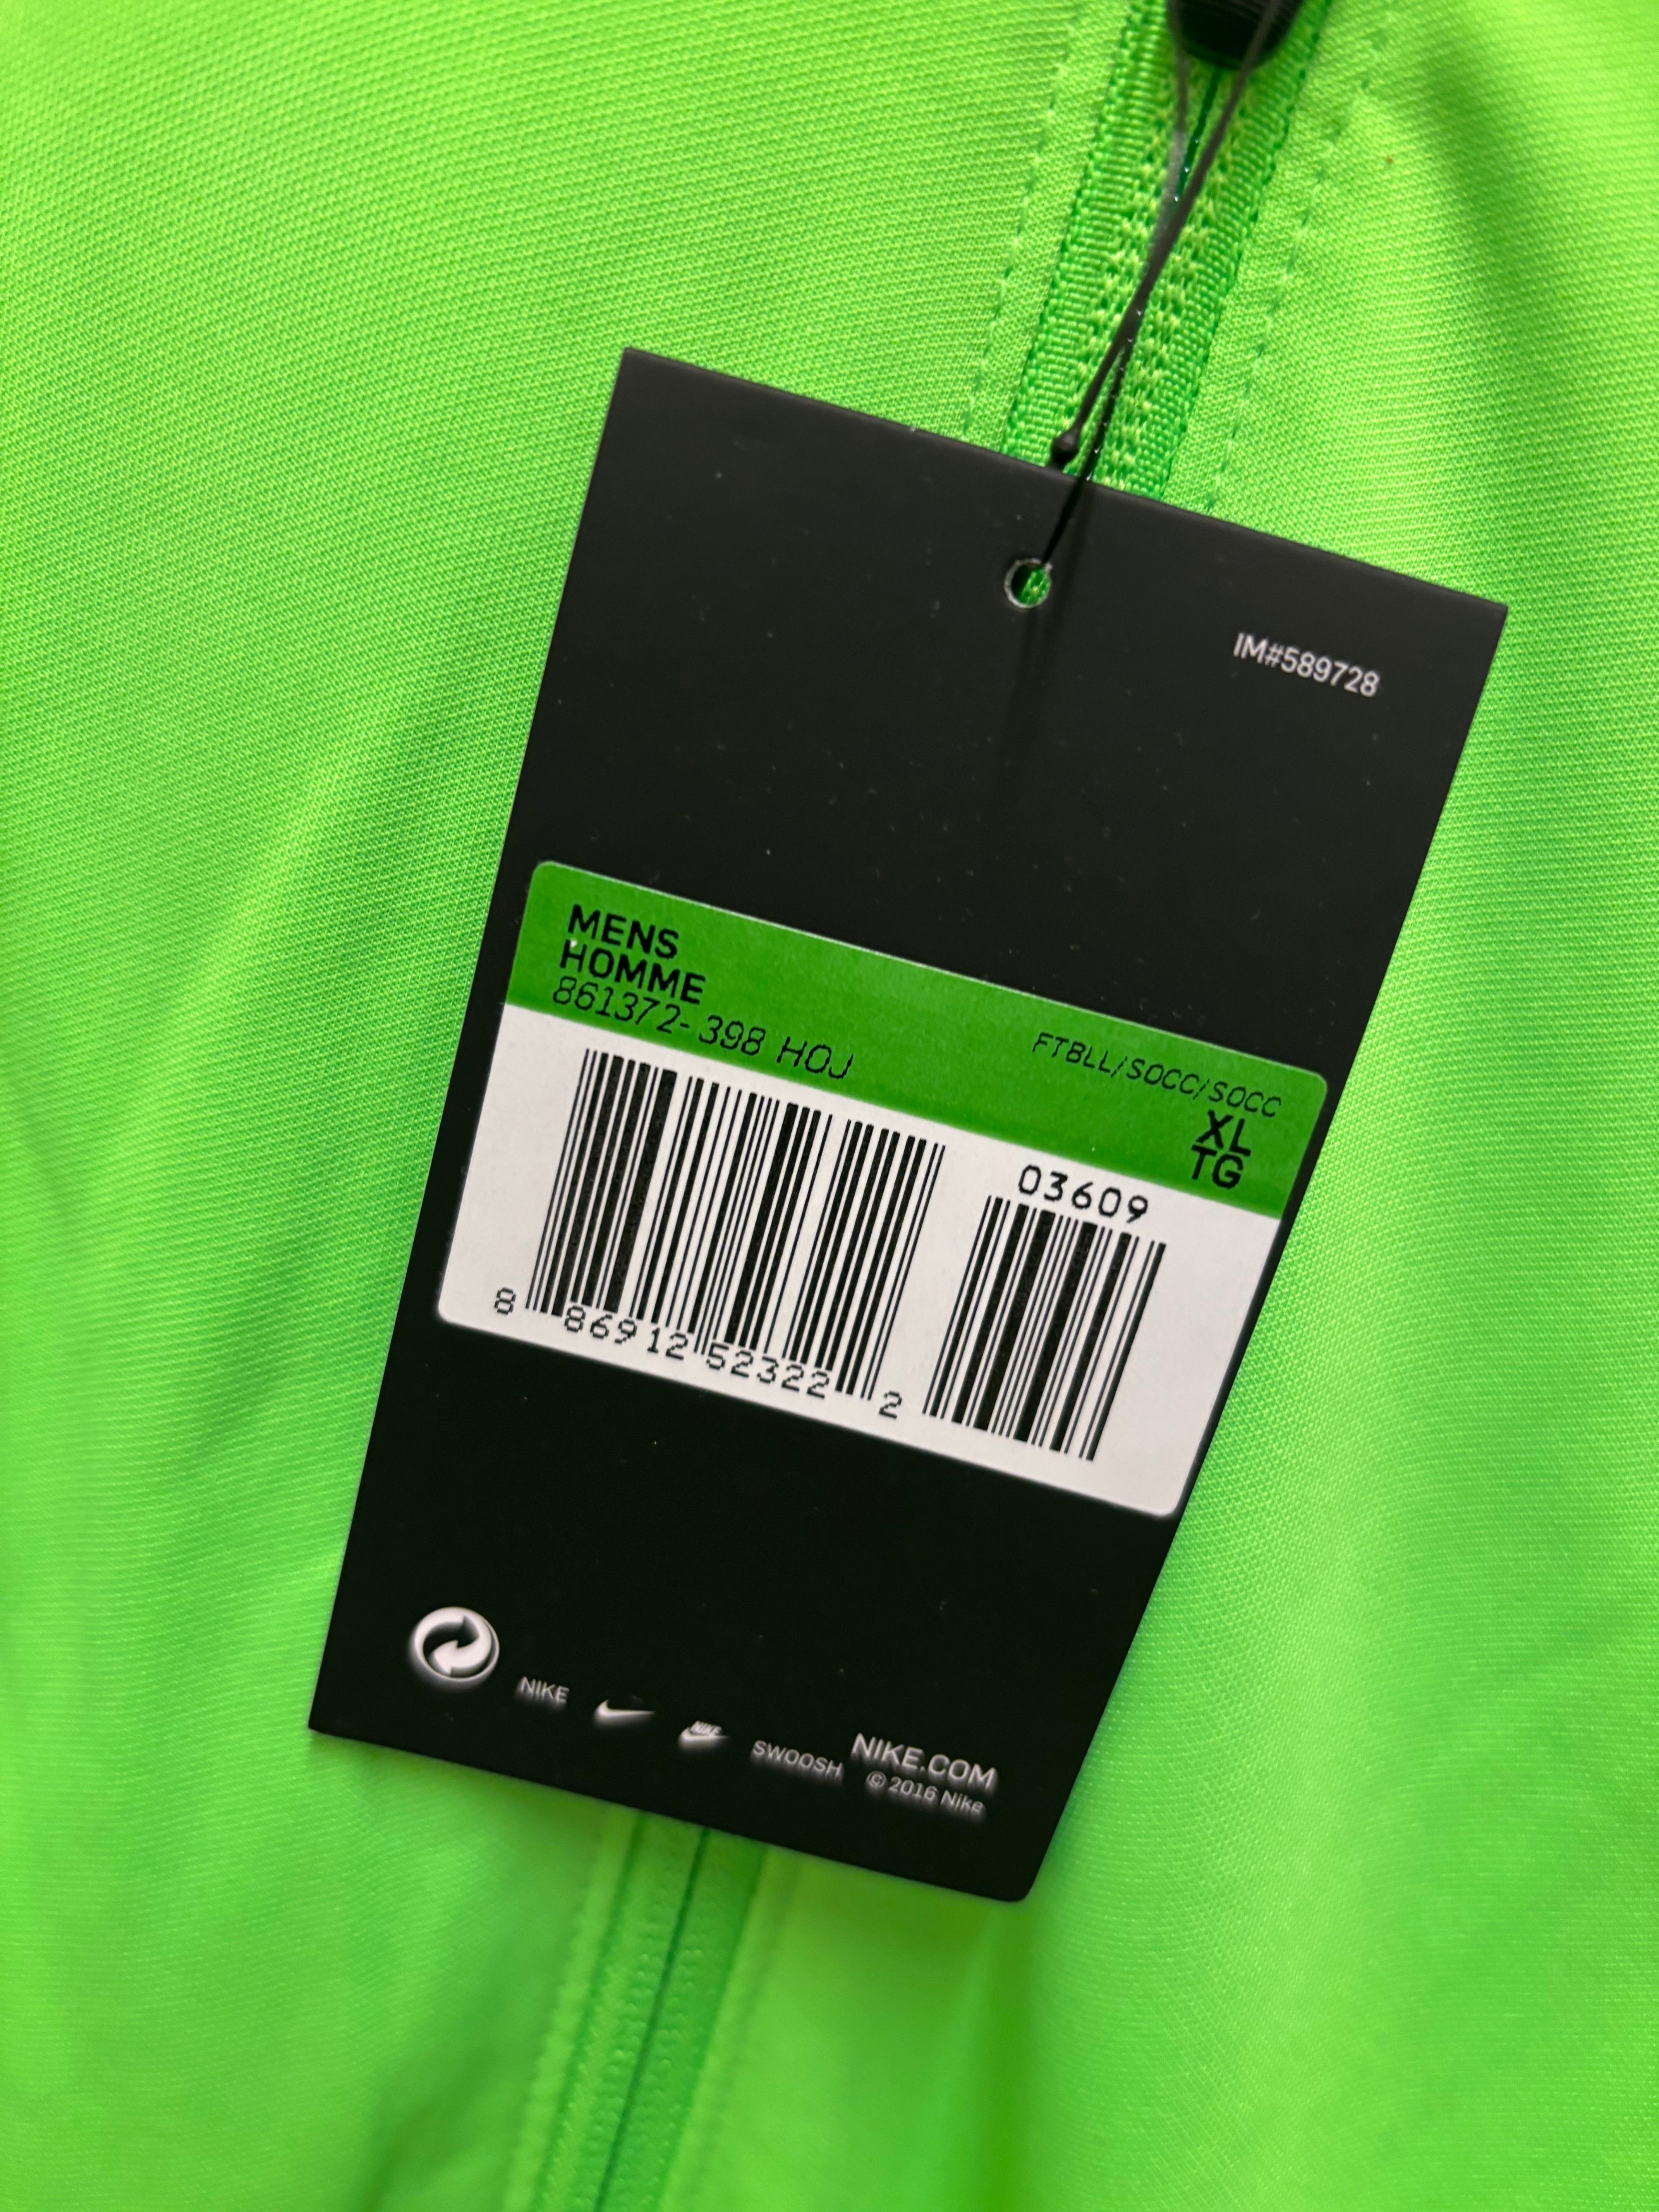 IM#589728
MENS
HOMME
861372-398 HOJ
FTBLL/SOCC/SOCC
XL
TG
03609
8 86912 52322 2
NIKE NIKE SWOOSH NIKE.COM
© 2016 Nike